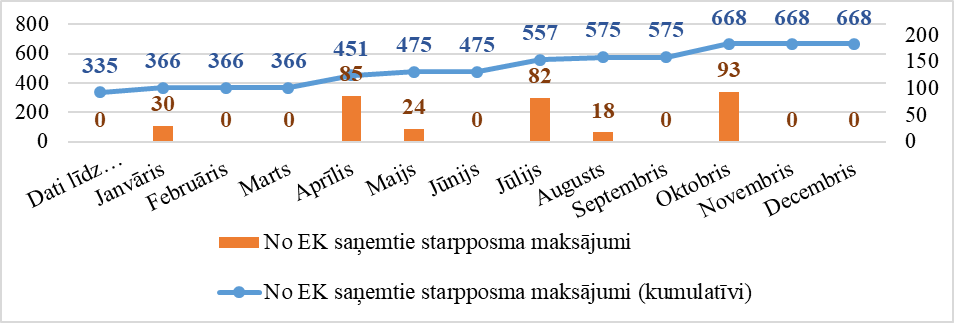 800
600
400
200
0
335 366 366 366 451 475 475 557 575 575 668 668 668
0 30 0 0 85 24 0 82 18 0 93 0 0
200
150
100
50
0
Dati līdz… Janvāris Februāris Marts Aprīlis Maijs Jūnijs Jūlijs Augusts Septembris Oktobris Novembris Decembris
No EK saņemtie starpposma maksājumi
No EK saņemtie starpposma maksājumi (kumulatīvi)